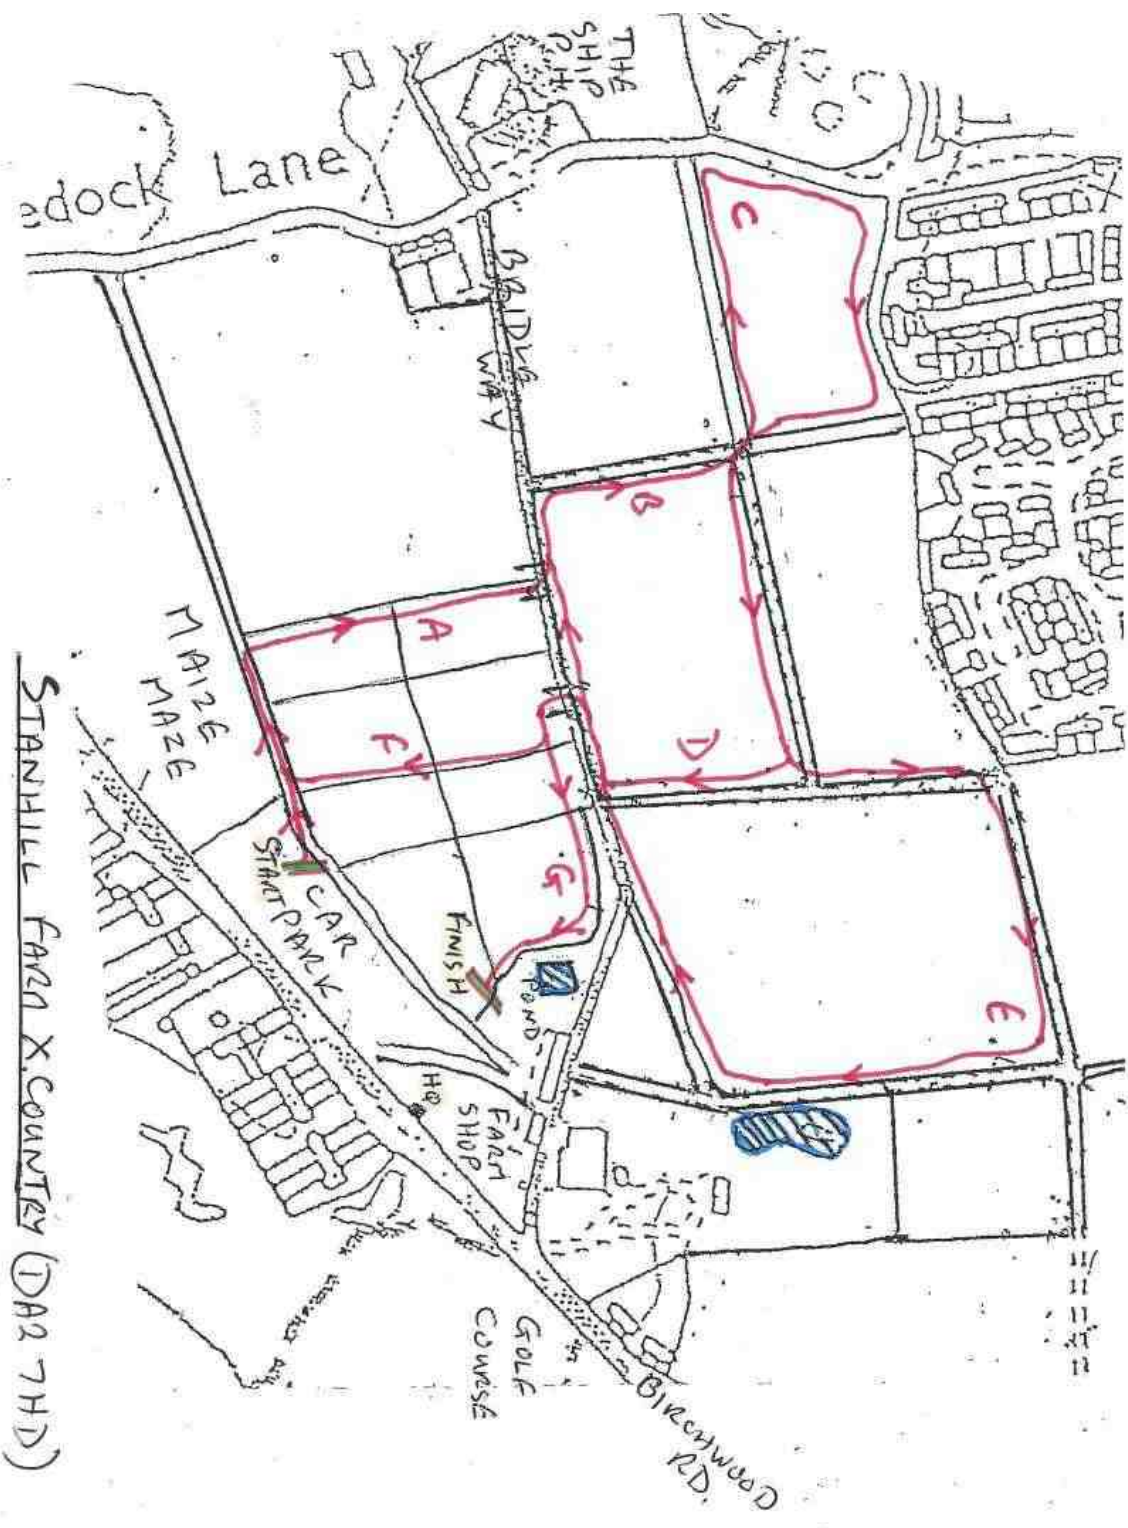 THE
SHIP
P.H
edock Lane
BRIDLE WAY
C
B
A
D
E
F
G
MAIZE
MAZE
START
CAR
PARK
FINISH
POND
HQ
FARM
SHOP
GOLF
COURSE
BIRCHWOOD
RD.
STANHILL FARM X.COUNTRY (DA2 7HD)